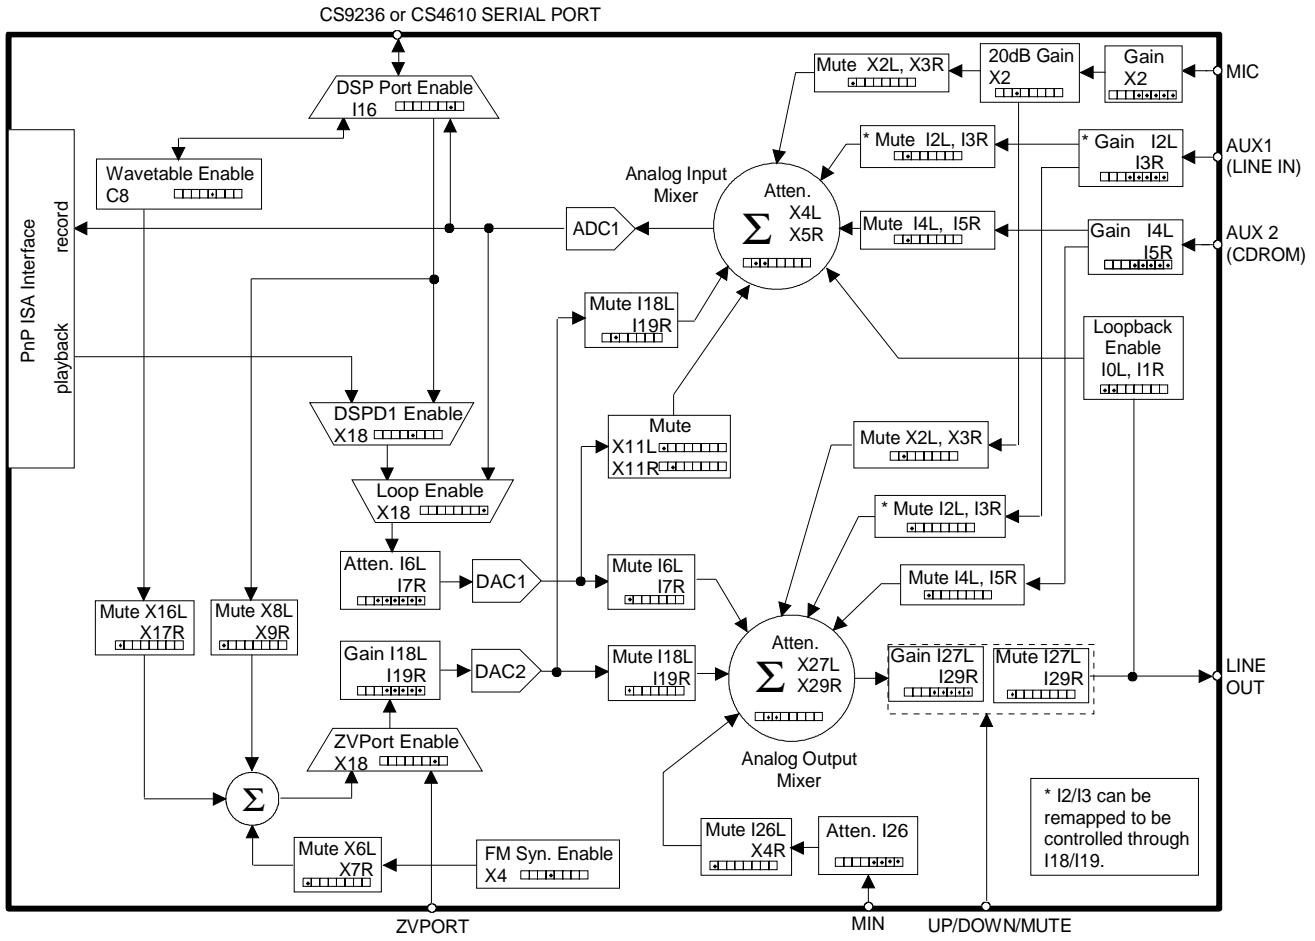 CS9236 or CS4610 SERIAL PORT
DSP Port Enable
I16
Mute X2L, X3R
20dB Gain
X2
Gain
X2
MIC
Wavetable Enable
C8
* Mute I2L, I3R
* Gain I2L
I3R
AUX1
(LINE IN)
Analog Input
Mixer
Atten.
Σ
X4L
X5R
Mute I4L, I5R
Gain I4L
I5R
AUX 2
(CDROM)
ADC1
record
PnP ISA Interface
playback
Mute I18L
I19R
Loopback
Enable
I0L, I1R
DSPD1 Enable
X18
Mute
X11L
X11R
Mute X2L, X3R
Loop Enable
X18
* Mute I2L, I3R
Atten. I6L
I7R
DAC1
Mute I6L
I7R
Mute I4L, I5R
Mute X16L
X17R
Mute X8L
X9R
Gain I18L
I19R
DAC2
Mute I18L
I19R
Atten.
Σ
X27L
X29R
Gain I27L
I29R
Mute I27L
I29R
LINE
OUT
ZVPort Enable
X18
Analog Output
Mixer
Σ
* I2/I3 can be
remapped to be
controlled through
I18/I19.
Mute X6L
X7R
FM Syn. Enable
X4
Mute I26L
X4R
Atten. I26
ZVPORT
MIN
UP/DOWN/MUTE